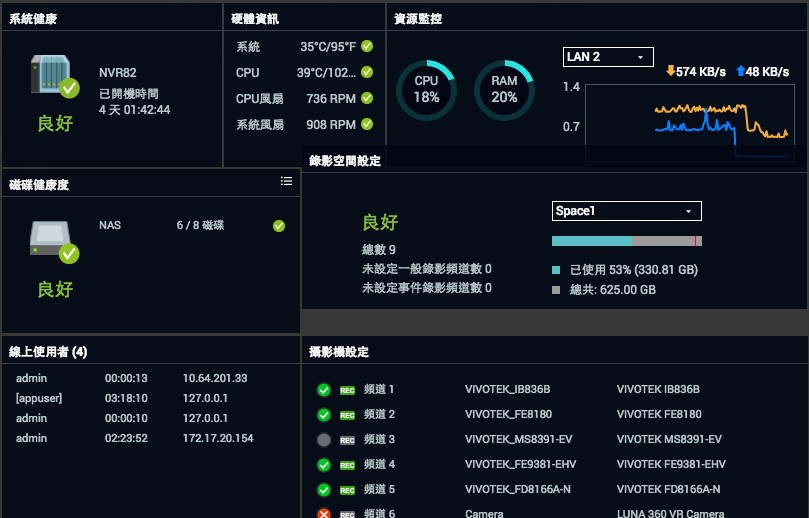 系統健康
NVR82
已開機時間
4 天 01:42:44
良好
硬體資訊
系統 35°C/95°F
CPU 39°C/102...
CPU風扇 736 RPM
系統風扇 908 RPM
資源監控
CPU
18%
RAM
20%
LAN 2
574 KB/s 48 KB/s
1.4
0.7
磁碟健康度
NAS 6 / 8 磁碟
良好
錄影空間設定
良好
總數 9
未設定一般錄影頻道數 0
未設定事件錄影頻道數 0
Space1
已使用 53% (330.81 GB)
總共: 625.00 GB
線上使用者 (4)
admin 00:00:13 10.64.201.33
[appuser] 03:18:10 127.0.0.1
admin 00:00:10 127.0.0.1
admin 02:23:52 172.17.20.154
攝影機設定
REC 頻道 1 VIVOTEK_IB836B VIVOTEK IB836B
REC 頻道 2 VIVOTEK_FE8180 VIVOTEK FE8180
REC 頻道 3 VIVOTEK_MS8391-EV VIVOTEK MS8391-EV
REC 頻道 4 VIVOTEK_FE9381-EHV VIVOTEK FE9381-EHV
REC 頻道 5 VIVOTEK_FD8166A-N VIVOTEK FD8166A-N
REC 頻道 6 Camera LUNA 360 VR Camera